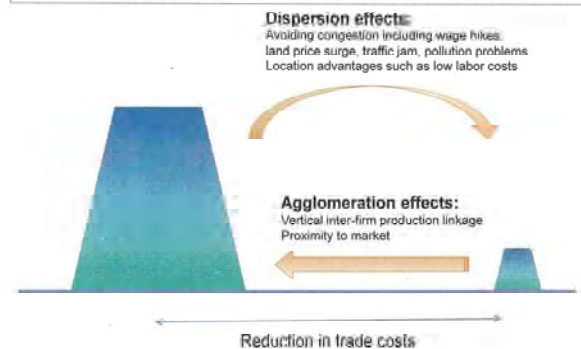 Dispersion effects:
Avoiding congestion including wage hikes,
land price surge, traffic jam, pollution problems
Location advantages such as low labor costs
Agglomeration effects:
Vertical inter-firm production linkage
Proximity to market
Reduction in trade costs